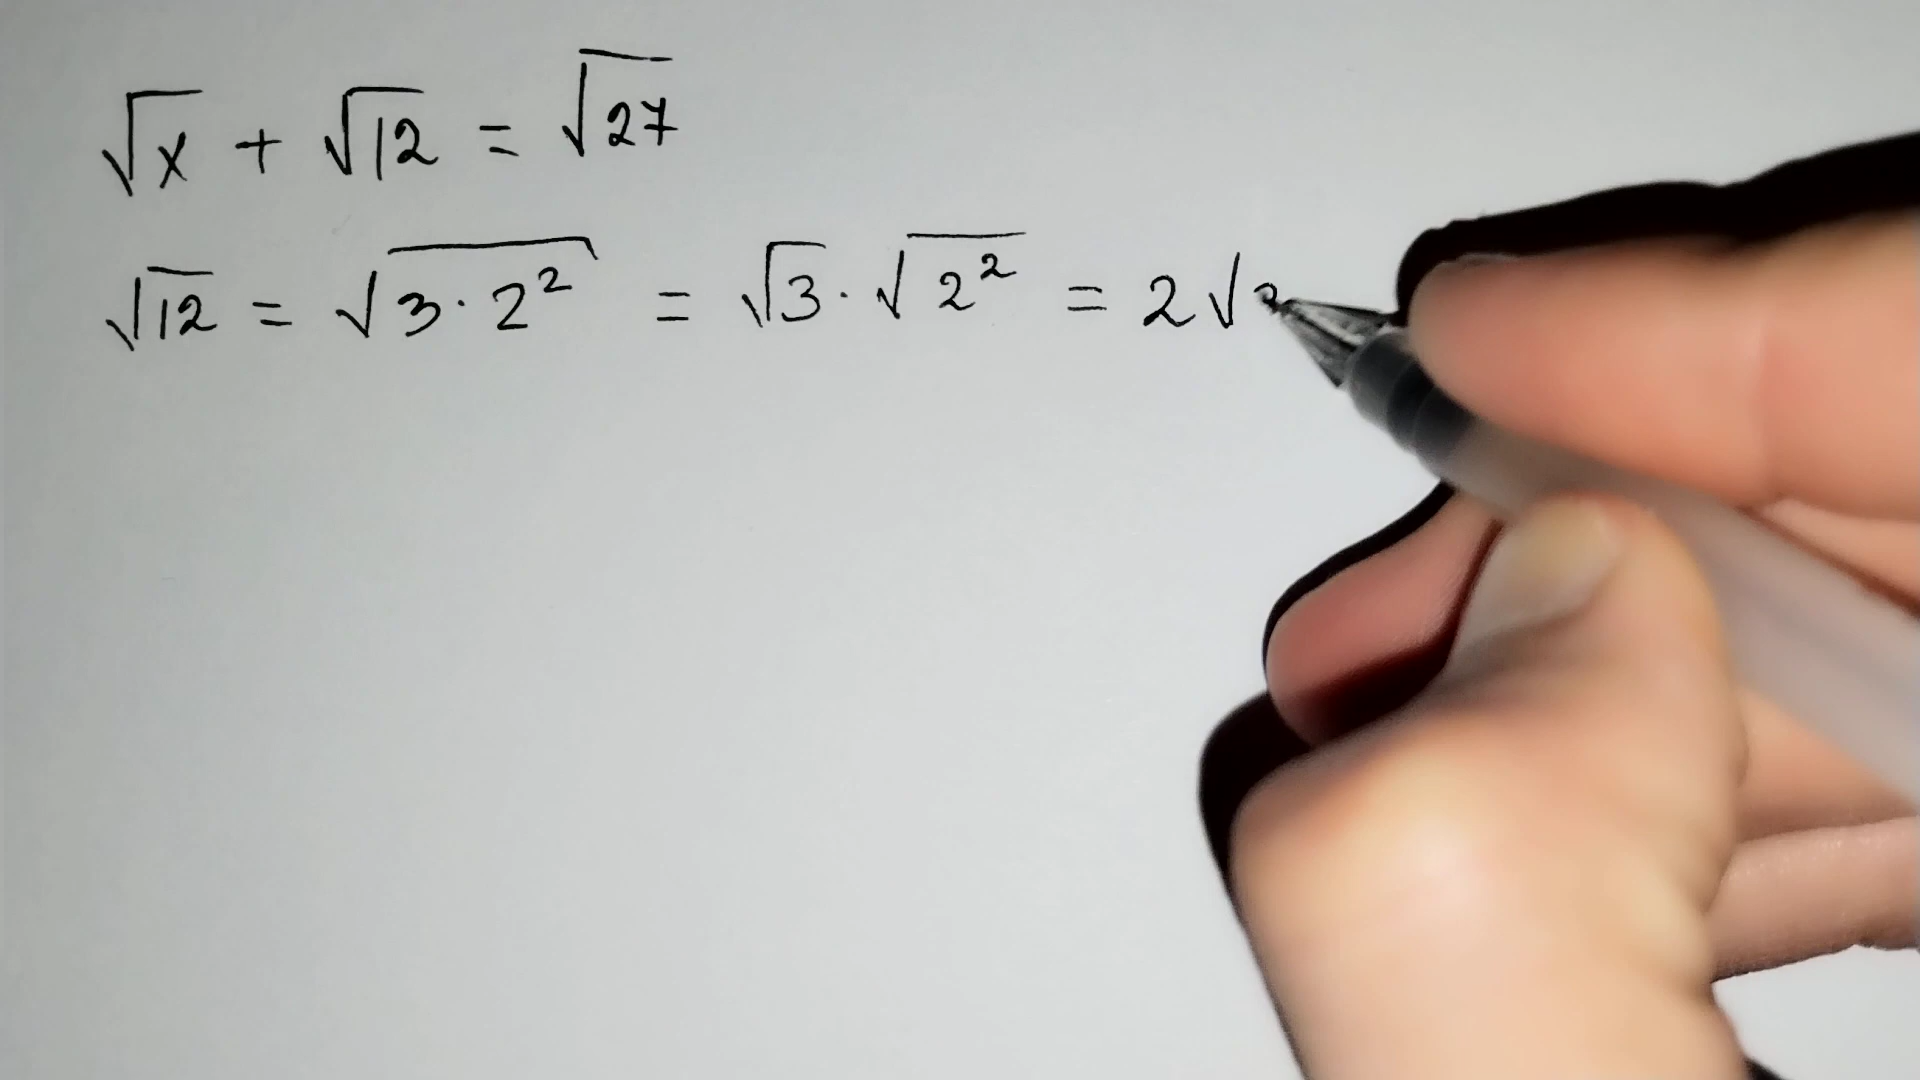 √x + √12 = √27
√12 = √3·2² = √3 · √2² = 2√